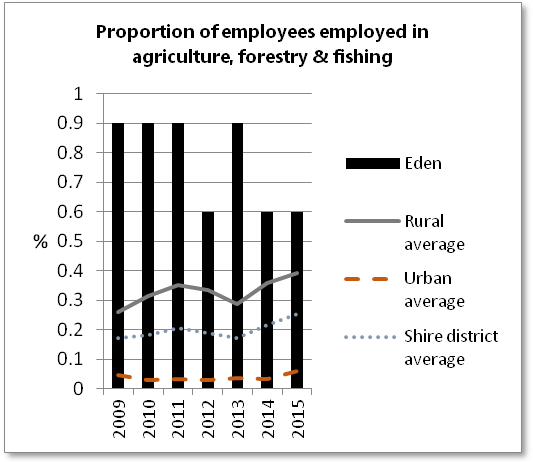 Proportion of employees employed in
agriculture, forestry & fishing
1
0.9
0.8
0.7
0.6
0.5
0.4
0.3
0.2
0.1
0
%
2009
2010
2011
2012
2013
2014
2015
Eden
Rural
average
Urban
average
Shire district
average